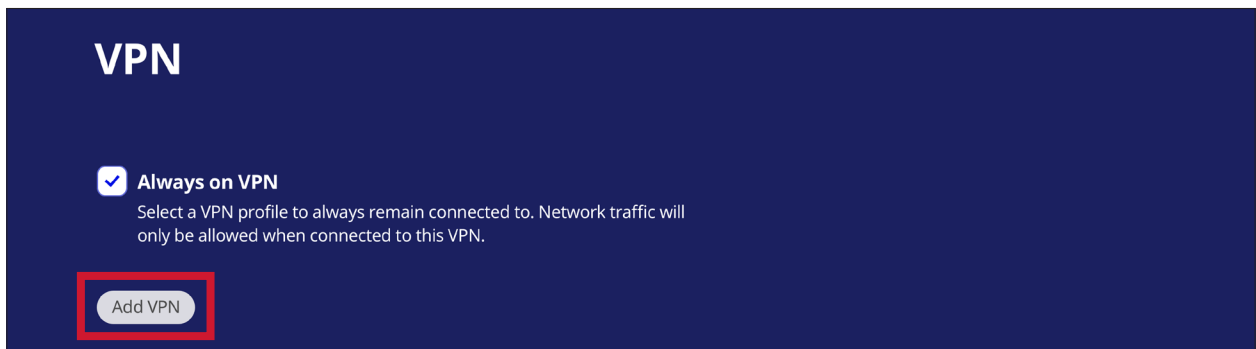 VPN
Always on VPN
Select a VPN profile to always remain connected to. Network traffic will
only be allowed when connected to this VPN.
Add VPN